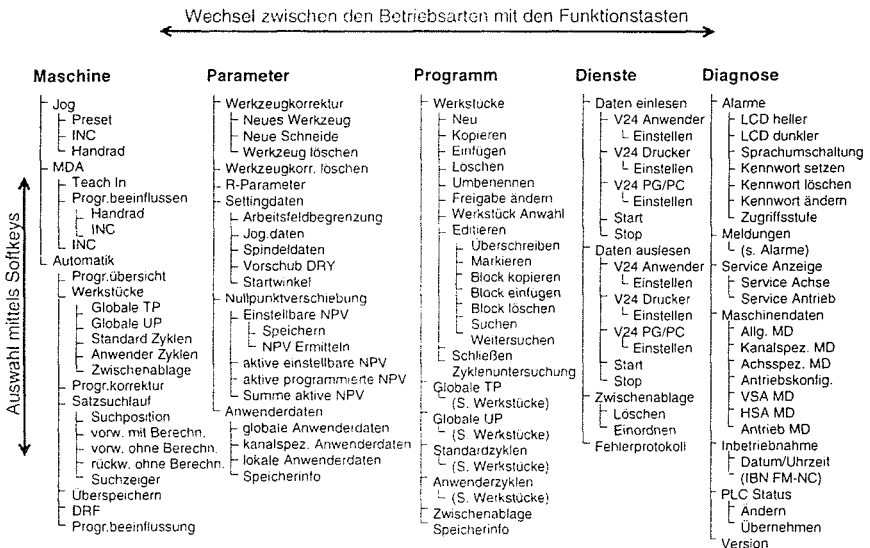 Wechsel zwischen den Betriebsarten mit den Funktionstasten
Auswahl mittels Softkeys
Maschine
Jog
Preset
INC
Handrad
MDA
Teach In
Progr.beeinflussen
Handrad
INC
INC
Automatik
Progr.übersicht
Werkstücke
Globale TP
Globale UP
Standard Zyklen
Anwender Zyklen
Zwischenablage
Progr.korrektur
Satzsuchlauf
Suchposition
vorw. mit Berechn.
vorw. ohne Berechn.
rückw. ohne Berechn.
Suchzeiger
Überspeichern
DRF
Progr.beeinflussung
Parameter
Werkzeugkorrektur
Neues Werkzeug
Neue Schneide
Werkzeug löschen
Werkzeugkorr. löschen
R-Parameter
Settingdaten
Arbeitsfeldbegrenzung
Jog.daten
Spindeldaten
Vorschub DRY
Startwinkel
Nullpunktverschiebung
Einstellbare NPV
Speichern
NPV Ermitteln
aktive einstellbare NPV
aktive programmierte NPV
Summe aktive NPV
Anwenderdaten
globale Anwenderdaten
kanalspez. Anwenderdaten
lokale Anwenderdaten
Speicherinfo
Programm
Werkstücke
Neu
Kopieren
Einfügen
Löschen
Umbenennen
Freigabe ändern
Werkstück Anwahl
Editieren
Überschreiben
Markieren
Block kopieren
Block einfügen
Block löschen
Suchen
Weitersuchen
Schließen
Zyklenuntersuchung
Globale TP
(S. Werkstücke)
Globale UP
(S. Werkstücke)
Standardzyklen
(S. Werkstücke)
Anwenderzyklen
(S. Werkstücke)
Zwischenablage
Speicherinfo
Dienste
Daten einlesen
V24 Anwender
Einstellen
V24 Drucker
Einstellen
V24 PG/PC
Einstellen
Start
Stop
Daten auslesen
V24 Anwender
Einstellen
V24 Drucker
Einstellen
V24 PG/PC
Einstellen
Start
Stop
Zwischenablage
Löschen
Einordnen
Fehlerprotokoll
Diagnose
Alarme
LCD heller
LCD dunkler
Sprachumschaltung
Kennwort setzen
Kennwort löschen
Kennwort ändern
Zugriffsstufe
Meldungen
(s. Alarme)
Service Anzeige
Service Achse
Service Antrieb
Maschinendaten
Allg. MD
Kanalspez. MD
Achsspez. MD
Antriebskonfig.
VSA MD
HSA MD
Antrieb MD
Inbetriebnahme
Datum/Uhrzeit
(IBN FM-NC)
PLC Status
Ändern
Übernehmen
Version